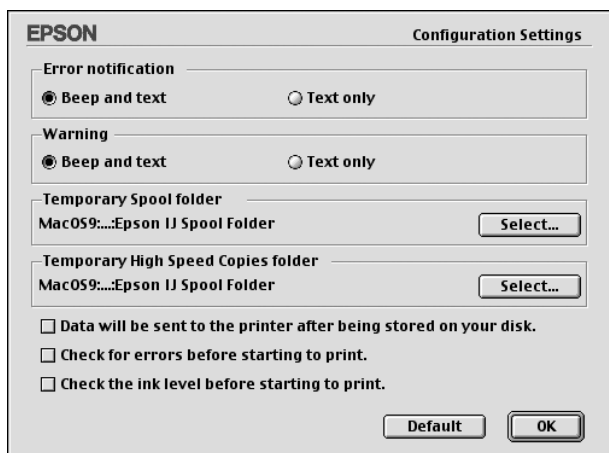 EPSON Configuration Settings
Error notification
Beep and text Text only
Warning
Beep and text Text only
Temporary Spool folder
MacOS9:...:Epson IJ Spool Folder Select...
Temporary High Speed Copies folder
MacOS9:...:Epson IJ Spool Folder Select...
Data will be sent to the printer after being stored on your disk.
Check for errors before starting to print.
Check the ink level before starting to print.
Default OK